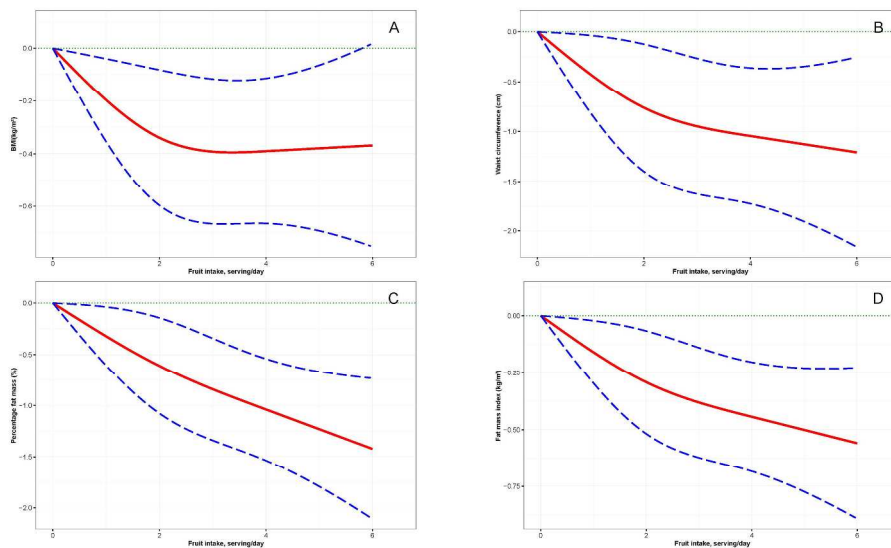 A
0.0
−0.2
−0.4
−0.6
BMI(kg/m²)
0
2
4
6
Fruit intake, serving/day
B
0.0
−0.5
−1.0
−1.5
−2.0
Waist circumference (cm)
0
2
4
6
Fruit intake, serving/day
C
0.0
−0.5
−1.0
−1.5
−2.0
Percentage fat mass (%)
0
2
4
6
Fruit intake, serving/day
D
0.00
−0.25
−0.50
−0.75
Fat mass index (kg/m²)
0
2
4
6
Fruit intake, serving/day